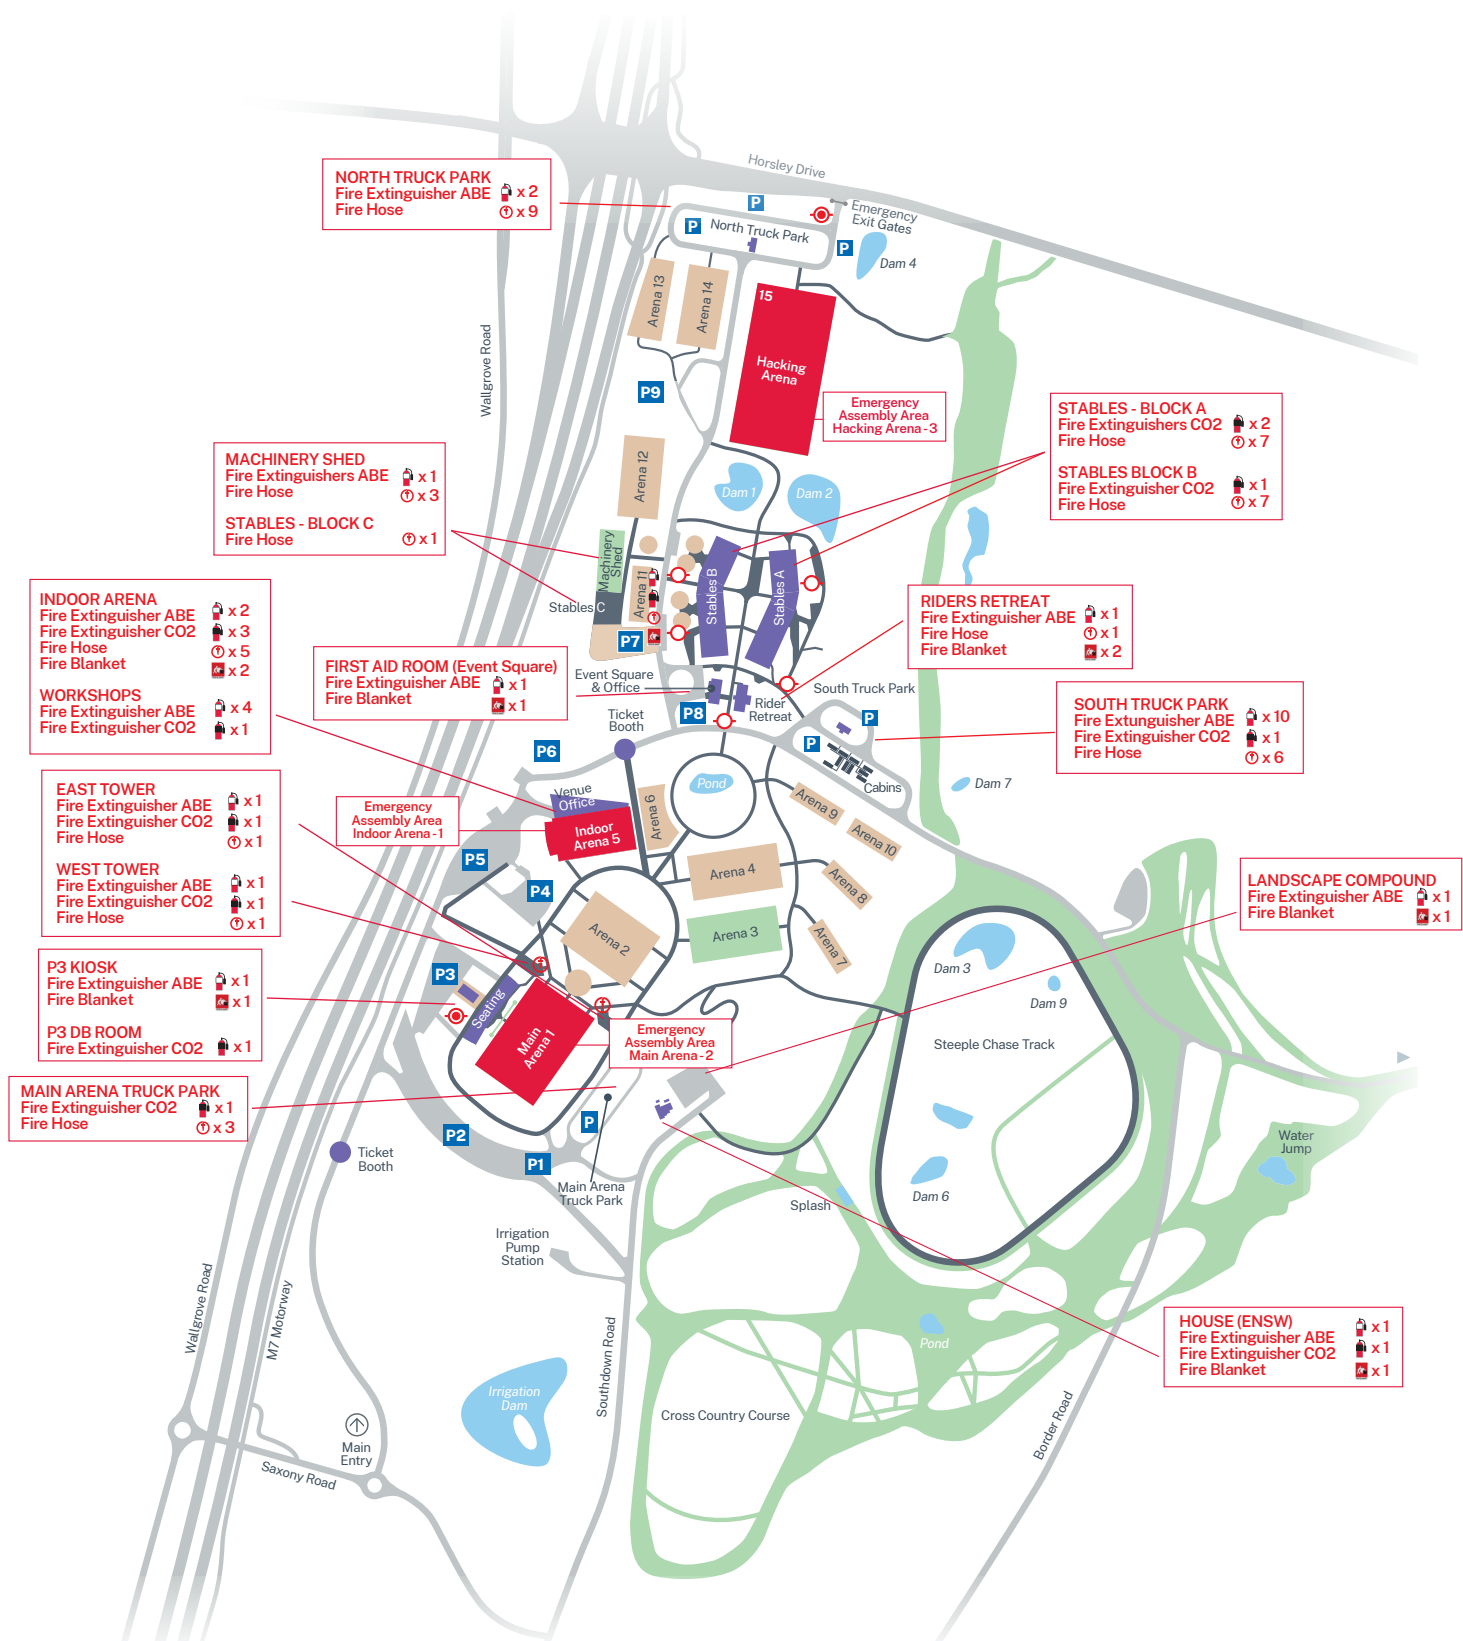 Horsley Drive
NORTH TRUCK PARK
Fire Extinguisher ABE x 2
Fire Hose x 9
P
P
North Truck Park
P
Emergency
Exit Gates
Dam 4
Arena 13
Arena 14
15
Hacking
Arena
Wallgrove Road
P9
Emergency
Assembly Area
Hacking Arena - 3
STABLES - BLOCK A
Fire Extinguishers CO2 x 2
Fire Hose x 7
STABLES BLOCK B
Fire Extinguisher CO2 x 1
Fire Hose x 7
MACHINERY SHED
Fire Extinguishers ABE x 1
Fire Hose x 3
STABLES - BLOCK C
Fire Hose x 1
Arena 12
Dam 1
Dam 2
Machinery
Shed
Arena 11
Stables B
Stables A
Stables C
P7
INDOOR ARENA
Fire Extinguisher ABE x 2
Fire Extinguisher CO2 x 3
Fire Hose x 5
Fire Blanket x 2
WORKSHOPS
Fire Extinguisher ABE x 4
Fire Extinguisher CO2 x 1
RIDERS RETREAT
Fire Extinguisher ABE x 1
Fire Hose x 1
Fire Blanket x 2
FIRST AID ROOM (Event Square)
Fire Extinguisher ABE x 1
Fire Blanket x 1
Event Square
& Office
South Truck Park
Rider
Retreat
P8
P
P
Ticket
Booth
SOUTH TRUCK PARK
Fire Extunguisher ABE x 10
Fire Extinguisher CO2 x 1
Fire Hose x 6
P6
Cabins
Dam 7
Pond
EAST TOWER
Fire Extinguisher ABE x 1
Fire Extinguisher CO2 x 1
Fire Hose x 1
WEST TOWER
Fire Extinguisher ABE x 1
Fire Extinguisher CO2 x 1
Fire Hose x 1
Emergency
Assembly Area
Indoor Arena - 1
Venue
Office
Indoor
Arena 5
Arena 6
Arena 9
Arena 10
P5
P4
Arena 4
Arena 8
Arena 2
Arena 3
Arena 7
LANDSCAPE COMPOUND
Fire Extinguisher ABE x 1
Fire Blanket x 1
P3 KIOSK
Fire Extinguisher ABE x 1
Fire Blanket x 1
P3 DB ROOM
Fire Extinguisher CO2 x 1
P3
Seating
Main
Arena 1
Emergency
Assembly Area
Main Arena - 2
Dam 3
Dam 9
Steeple Chase Track
MAIN ARENA TRUCK PARK
Fire Extinguisher CO2 x 1
Fire Hose x 3
P2
P
P1
Ticket
Booth
Main Arena
Truck Park
Dam 6
Splash
Water
Jump
Irrigation
Pump
Station
Wallgrove Road
M7 Motorway
Southdown Road
Pond
HOUSE (ENSW)
Fire Extinguisher ABE x 1
Fire Extinguisher CO2 x 1
Fire Blanket x 1
Irrigation
Dam
Cross Country Course
Border Road
Main
Entry
Saxony Road